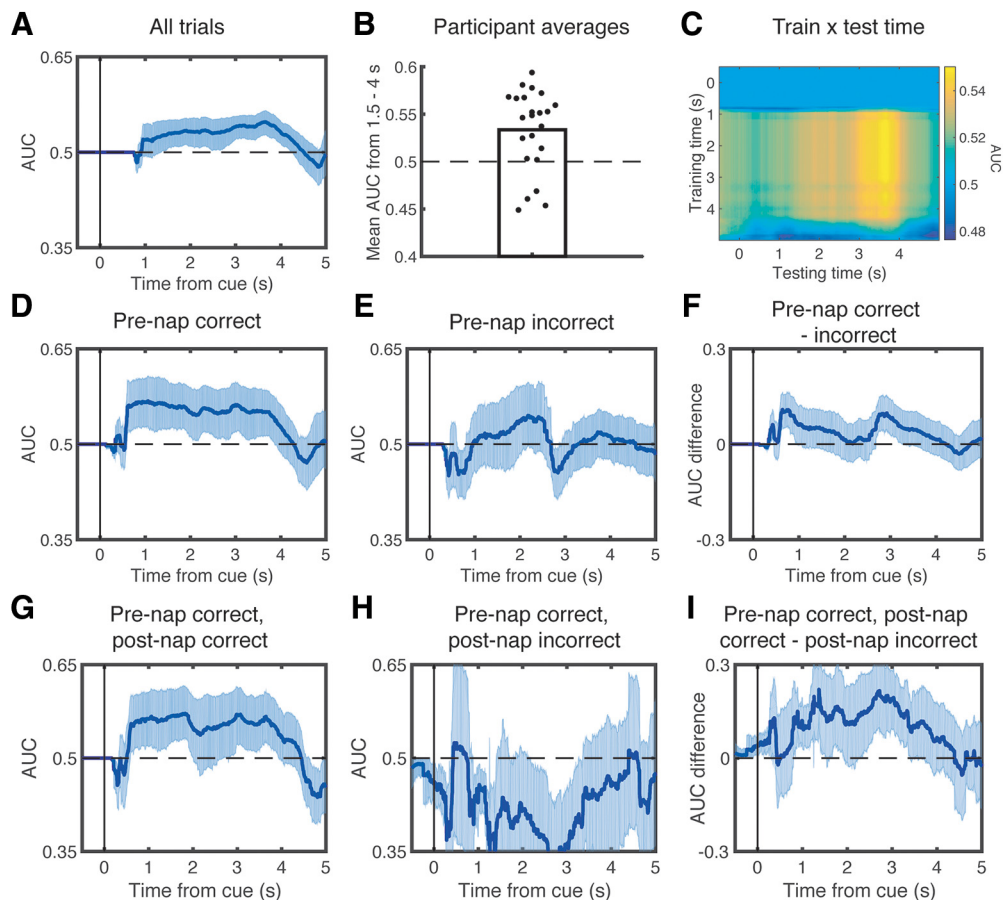 A
All trials
0.65
0.5
0.35
AUC
0 1 2 3 4 5
Time from cue (s)
B
Participant averages
0.6
0.55
0.5
0.45
0.4
Mean AUC from 1.5 - 4 s
C
Train x test time
0
1
2
3
4
Training time (s)
0 1 2 3 4
Testing time (s)
0.54
0.52
0.5
0.48
AUC
D
Pre-nap correct
0.65
0.5
0.35
AUC
0 1 2 3 4 5
Time from cue (s)
E
Pre-nap incorrect
0.65
0.5
0.35
AUC
0 1 2 3 4 5
Time from cue (s)
F
Pre-nap correct
- incorrect
0.3
0
-0.3
AUC difference
0 1 2 3 4 5
Time from cue (s)
G
Pre-nap correct,
post-nap correct
0.65
0.5
0.35
AUC
0 1 2 3 4 5
Time from cue (s)
H
Pre-nap correct,
post-nap incorrect
0.65
0.5
0.35
AUC
0 1 2 3 4 5
Time from cue (s)
I
Pre-nap correct, post-nap
correct - post-nap incorrect
0.3
0
-0.3
AUC difference
0 1 2 3 4 5
Time from cue (s)